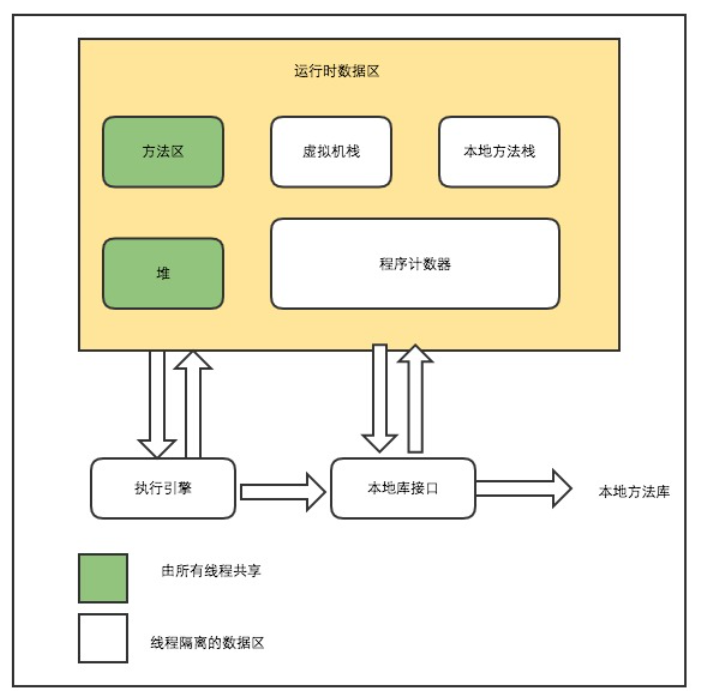 运行时数据区
方法区
虚拟机栈
本地方法栈
堆
程序计数器
执行引擎
本地库接口
本地方法库
由所有线程共享
线程隔离的数据区